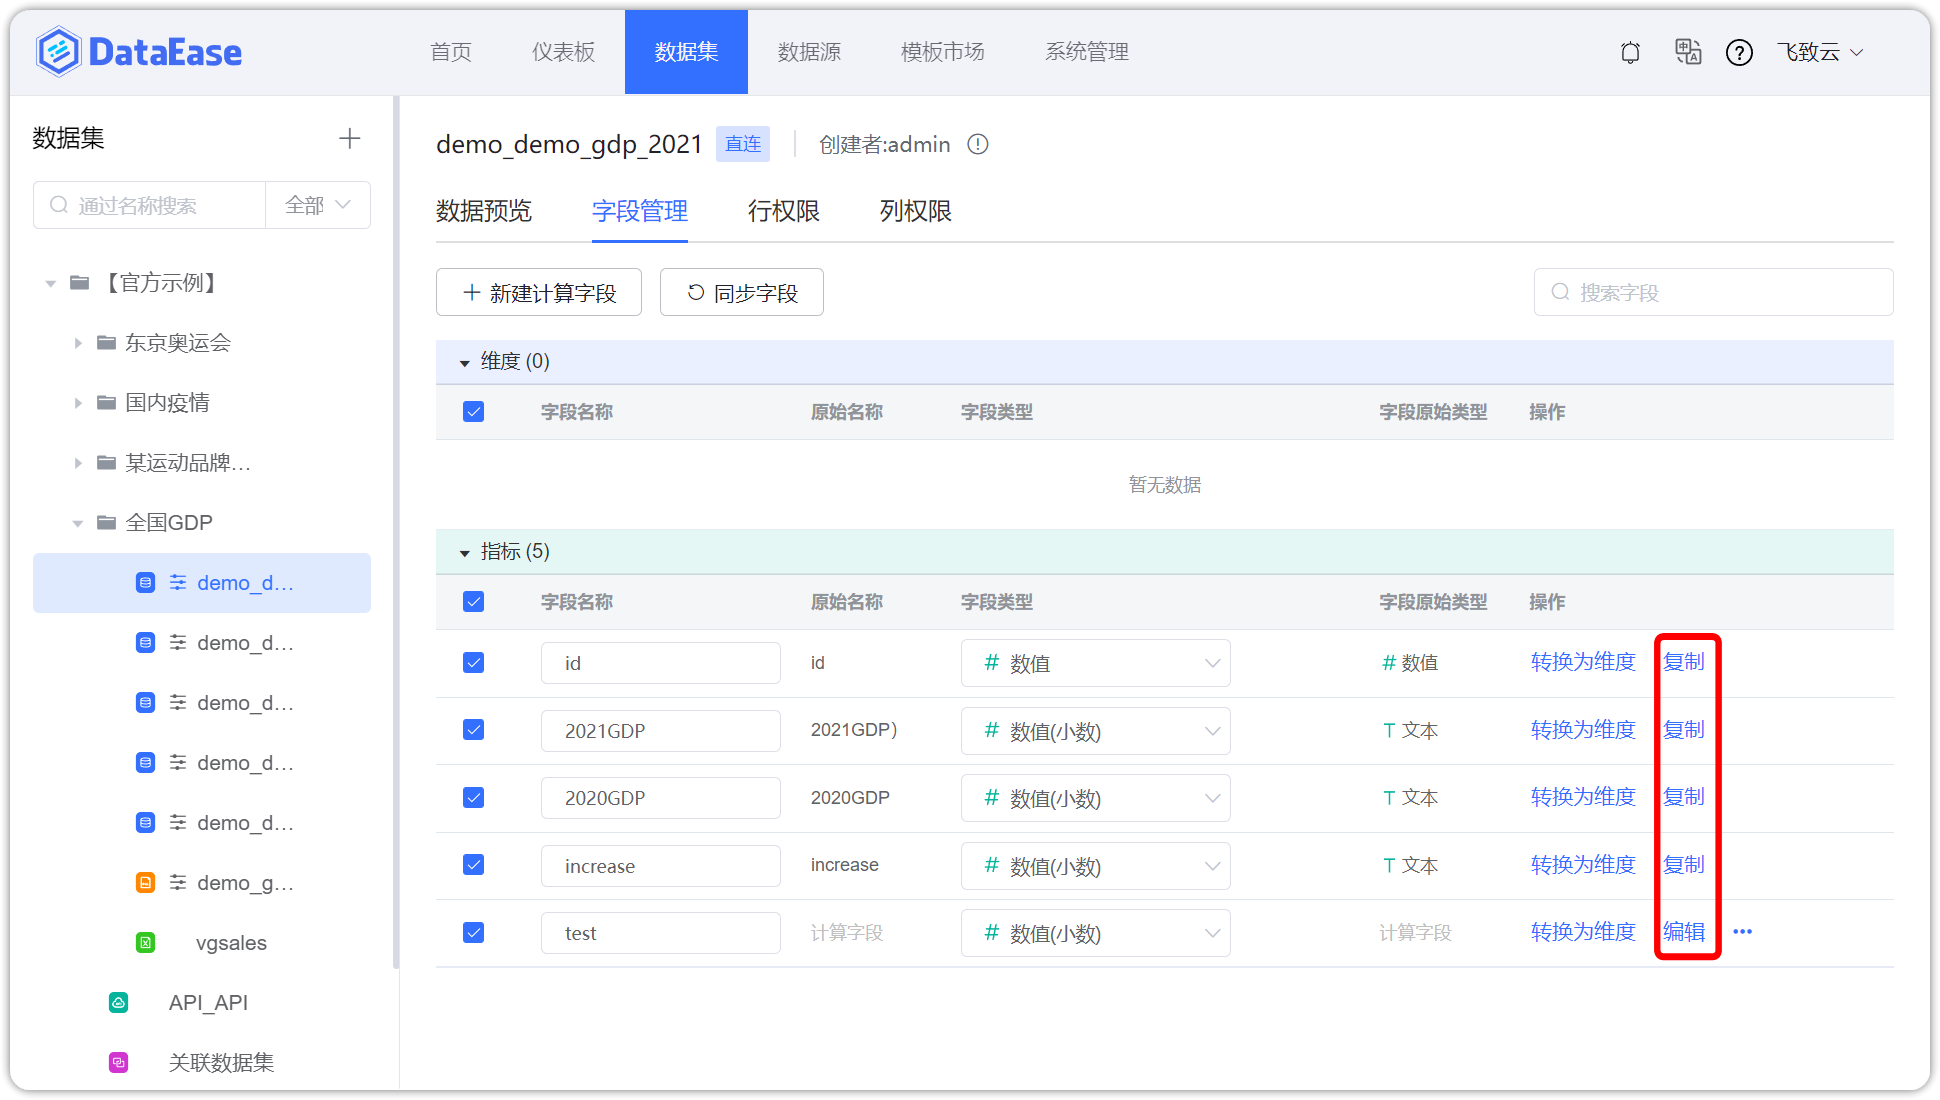 DataEase
首页 仪表板 数据集 数据源 模板市场 系统管理
中 A ? 飞致云
数据集
通过名称搜索 全部
【官方示例】
东京奥运会
国内疫情
某运动品牌...
全国GDP
demo_d...
demo_d...
demo_d...
demo_d...
demo_d...
demo_g...
vgsales
API_API
关联数据集
demo_demo_gdp_2021 直连 创建者:admin
数据预览 字段管理 行权限 列权限
新建计算字段 同步字段 搜索字段
维度 (0)
字段名称 原始名称 字段类型 字段原始类型 操作
暂无数据
指标 (5)
字段名称 原始名称 字段类型 字段原始类型 操作
id id # 数值 # 数值 转换为维度 复制
2021GDP 2021GDP) # 数值(小数) T 文本 转换为维度 复制
2020GDP 2020GDP # 数值(小数) T 文本 转换为维度 复制
increase increase # 数值(小数) T 文本 转换为维度 复制
test 计算字段 # 数值(小数) 计算字段 转换为维度 编辑 ...